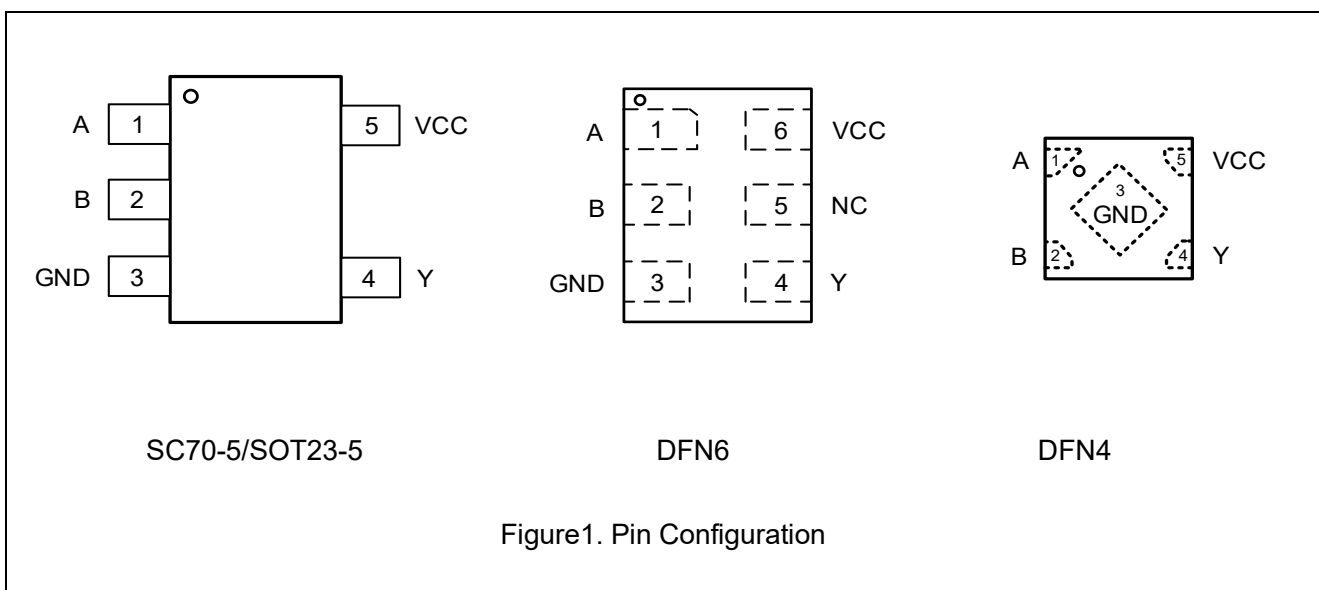 A 1 5 VCC
B 2
GND 3 4 Y
SC70-5/SOT23-5
A 1 6 VCC
B 2 5 NC
GND 3 4 Y
DFN6
A 1 5 VCC
3
GND
B 2 4 Y
DFN4
Figure1. Pin Configuration